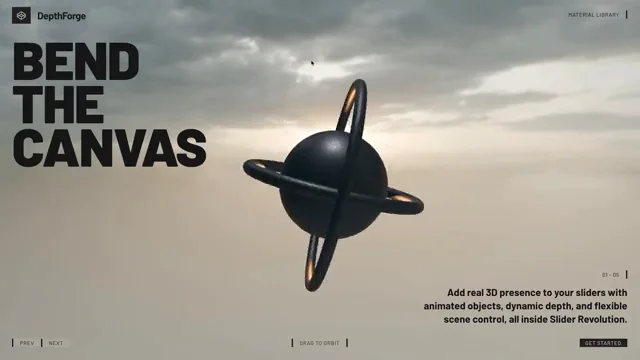 DepthForge
MATERIAL LIBRARY
BEND
THE
CANVAS
01 - 05
Add real 3D presence to your sliders with
animated objects, dynamic depth, and flexible
scene control, all inside Slider Revolution.
PREV
NEXT
DRAG TO ORBIT
GET STARTED